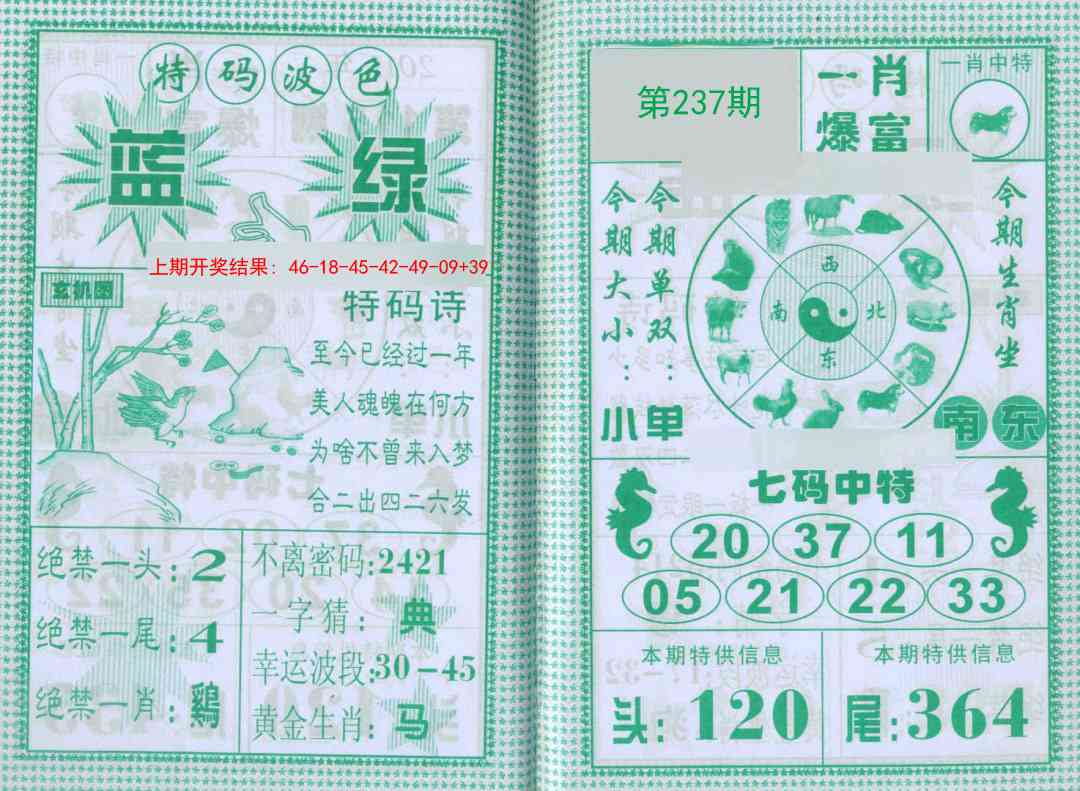 特码波色
蓝 绿
上期开奖结果: 46-18-45-42-49-09+39
玄机图
特码诗
至今已经过一年
美人魂魄在何方
为啥不曾来入梦
合二出四二六发
绝禁一头:2
绝禁一尾:4
绝禁一肖:鷄
不离密码:2421
一字猜:典
幸运波段:30-45
黄金生肖:马
第237期
一肖
爆富
一肖中特
今期大小:小
今期单双:单
西
南 北
东
今期生肖坐
南东
七码中特
20 37 11
05 21 22 33
本期特供信息
头:120
本期特供信息
尾:364